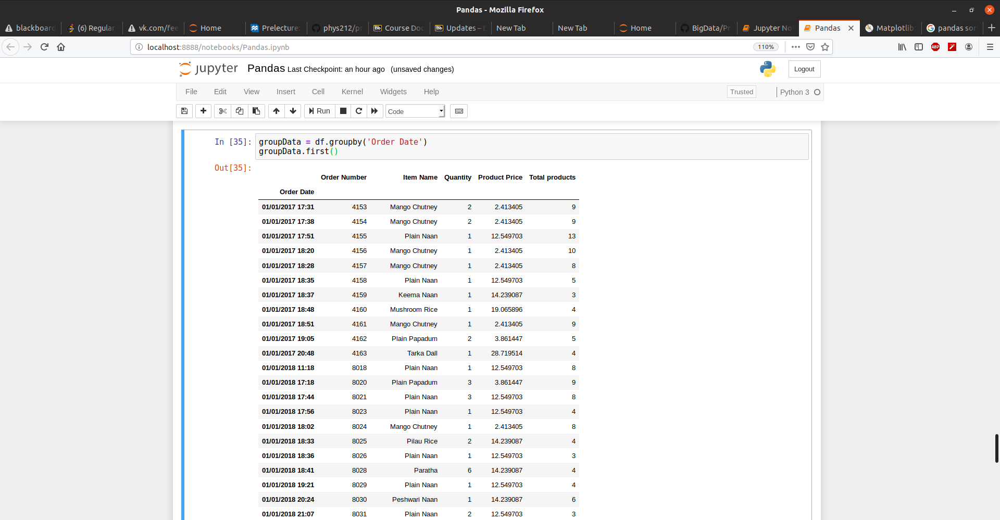 Pandas - Mozilla Firefox
blackboard (6) Regular vk.com/fee Home Prelecture: phys212/pr Course Doc Updates – New Tab New Tab Home BigData/Pr Jupyter No Pandas Matplotlib: pandas sor
localhost:8888/notebooks/Pandas.ipynb 110% ABP
jupyter Pandas Last Checkpoint: an hour ago (unsaved changes) Logout
File Edit View Insert Cell Kernel Widgets Help Trusted Python 3
Run Code
In [35]: groupData = df.groupby('Order Date')
groupData.first()
Out[35]:
Order Number Item Name Quantity Product Price Total products
Order Date
01/01/2017 17:31 4153 Mango Chutney 2 2.413405 9
01/01/2017 17:38 4154 Mango Chutney 2 2.413405 9
01/01/2017 17:51 4155 Plain Naan 1 12.549703 13
01/01/2017 18:20 4156 Mango Chutney 1 2.413405 10
01/01/2017 18:28 4157 Mango Chutney 1 2.413405 8
01/01/2017 18:35 4158 Plain Naan 1 12.549703 5
01/01/2017 18:37 4159 Keema Naan 1 14.239087 3
01/01/2017 18:48 4160 Mushroom Rice 1 19.065896 4
01/01/2017 18:51 4161 Mango Chutney 1 2.413405 9
01/01/2017 19:05 4162 Plain Papadum 2 3.861447 5
01/01/2017 20:48 4163 Tarka Dall 1 28.719514 4
01/01/2018 11:18 8018 Plain Naan 1 12.549703 8
01/01/2018 17:18 8020 Plain Papadum 3 3.861447 9
01/01/2018 17:44 8021 Plain Naan 3 12.549703 8
01/01/2018 17:56 8023 Plain Naan 1 12.549703 4
01/01/2018 18:02 8024 Mango Chutney 1 2.413405 8
01/01/2018 18:33 8025 Pilau Rice 2 14.239087 4
01/01/2018 18:36 8026 Plain Naan 1 12.549703 3
01/01/2018 18:41 8028 Paratha 6 14.239087 4
01/01/2018 19:21 8029 Plain Naan 1 12.549703 4
01/01/2018 20:24 8030 Peshwari Naan 1 14.239087 6
01/01/2018 21:07 8031 Plain Naan 2 12.549703 3